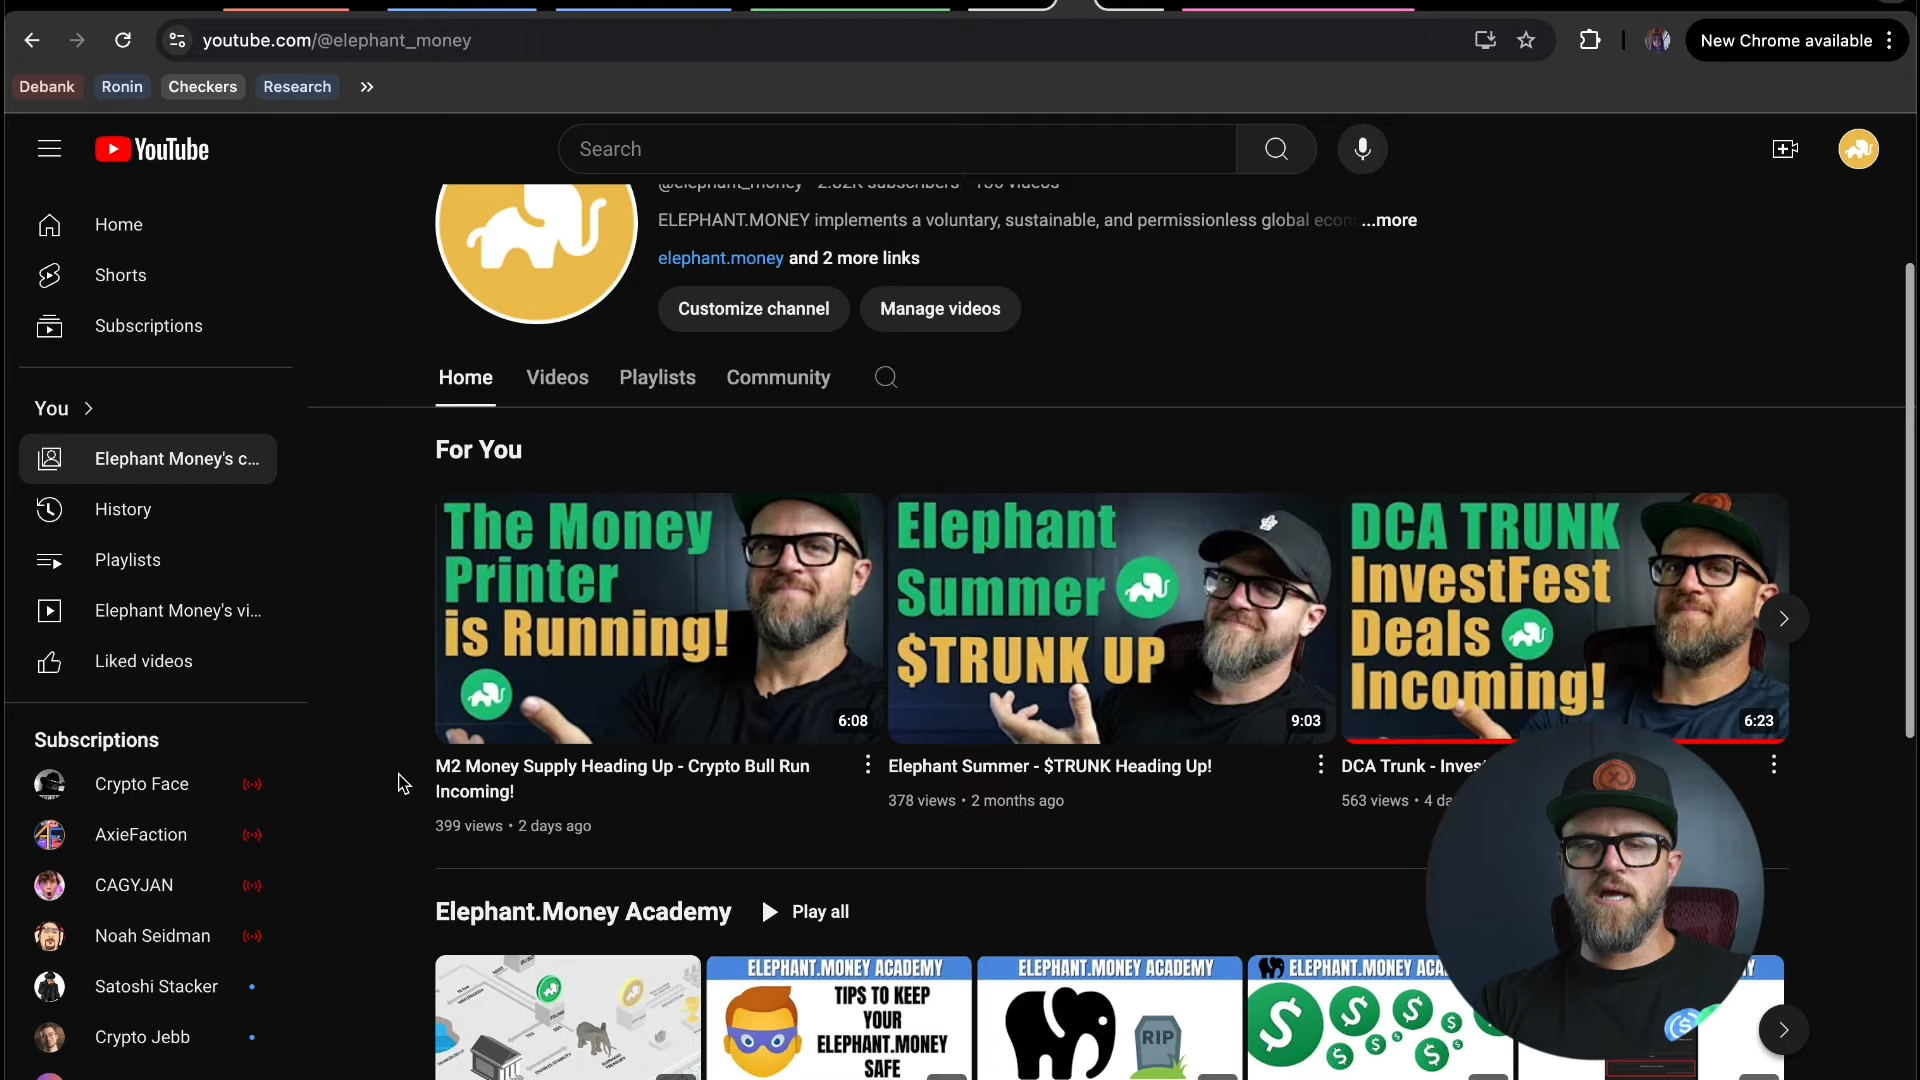 youtube.com/@elephant_money
New Chrome available
Debank
Ronin
Checkers
Research
YouTube
Search
ELEPHANT.MONEY implements a voluntary, sustainable, and permissionless global econ ...more
elephant.money and 2 more links
Customize channel
Manage videos
Home
Shorts
Subscriptions
You
Elephant Money's c...
History
Playlists
Elephant Money's vi...
Liked videos
Subscriptions
Crypto Face
AxieFaction
CAGYJAN
Noah Seidman
Satoshi Stacker
Crypto Jebb
Home
Videos
Playlists
Community
For You
The Money
Printer
is Running!
6:08
M2 Money Supply Heading Up - Crypto Bull Run
Incoming!
399 views • 2 days ago
Elephant
Summer
$TRUNK UP
9:03
Elephant Summer - $TRUNK Heading Up!
378 views • 2 months ago
DCA TRUNK
InvestFest
Deals
Incoming!
6:23
DCA Trunk - Inves
563 views • 4 da
Elephant.Money Academy
Play all
ELEPHANT.MONEY ACADEMY
TIPS TO KEEP
YOUR
ELEPHANT.MONEY
SAFE
ELEPHANT.MONEY ACADEMY
RIP
ELEPHANT.MONEY ACA